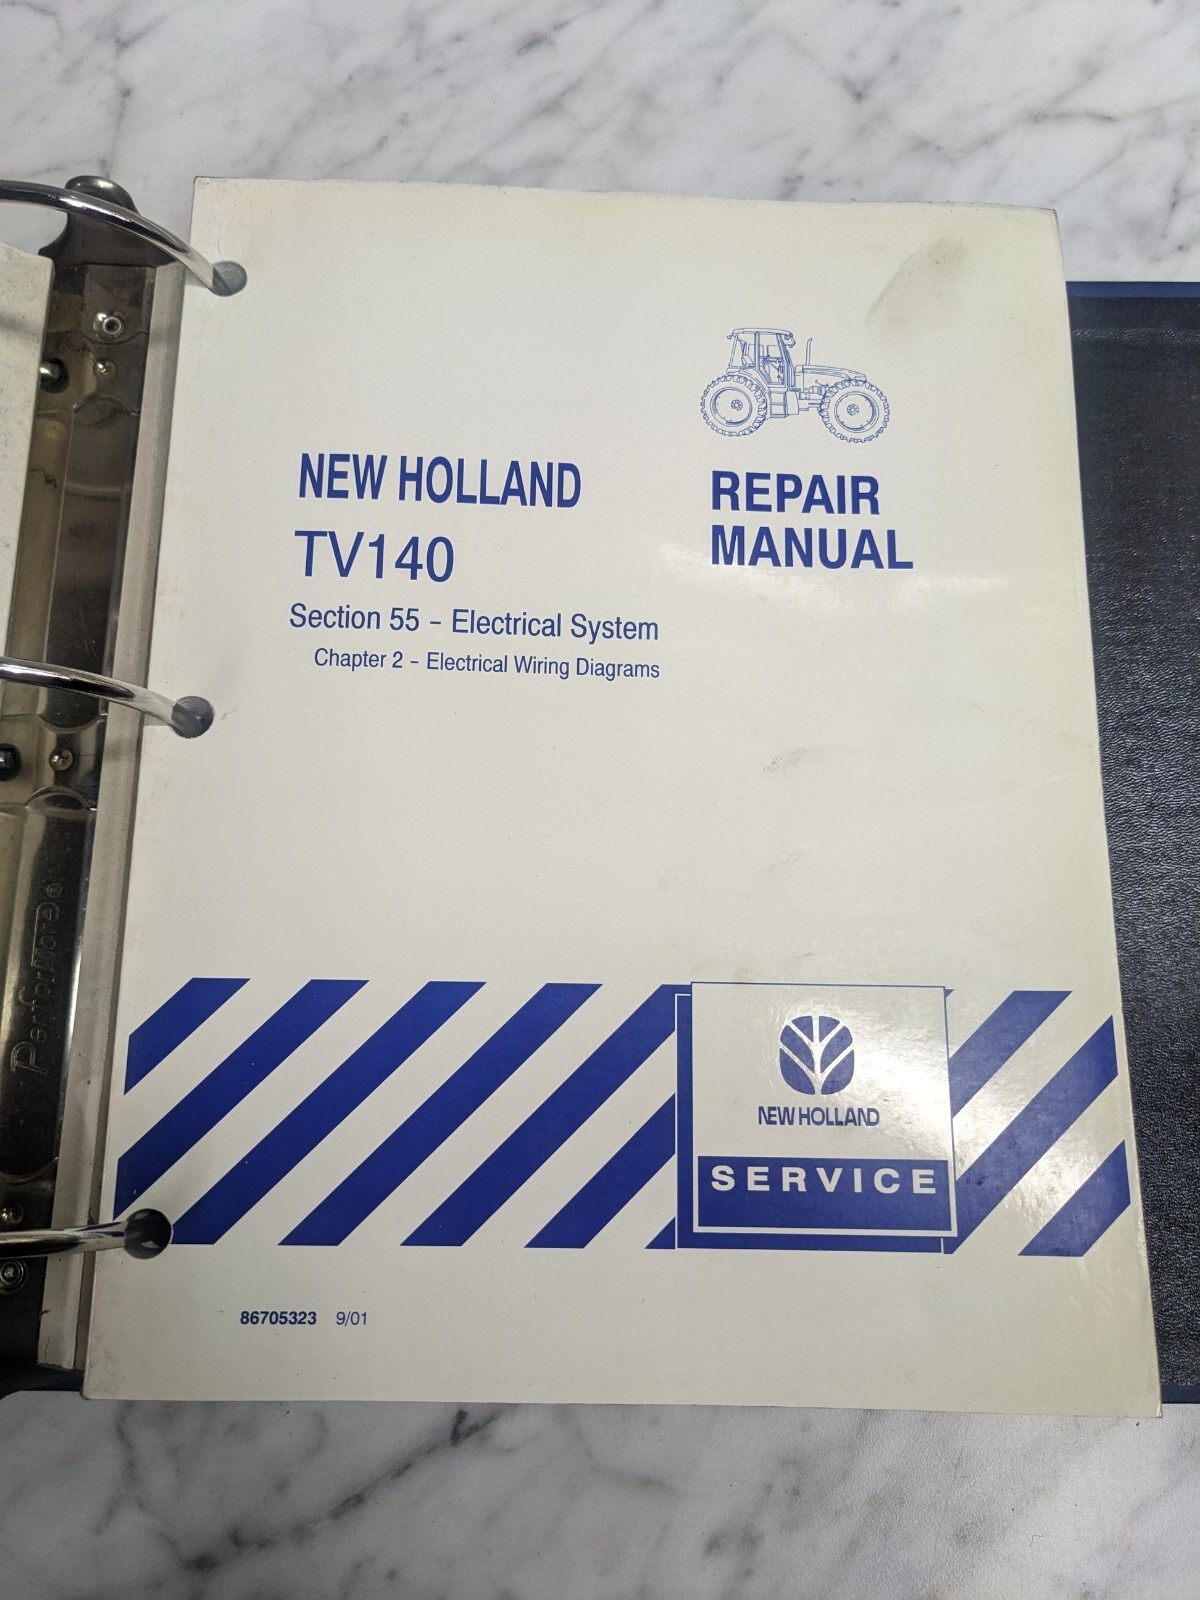 NEW HOLLAND
TV140
Section 55 - Electrical System
Chapter 2 - Electrical Wiring Diagrams
REPAIR
MANUAL
NEW HOLLAND
SERVICE
86705323 9/01
Performore